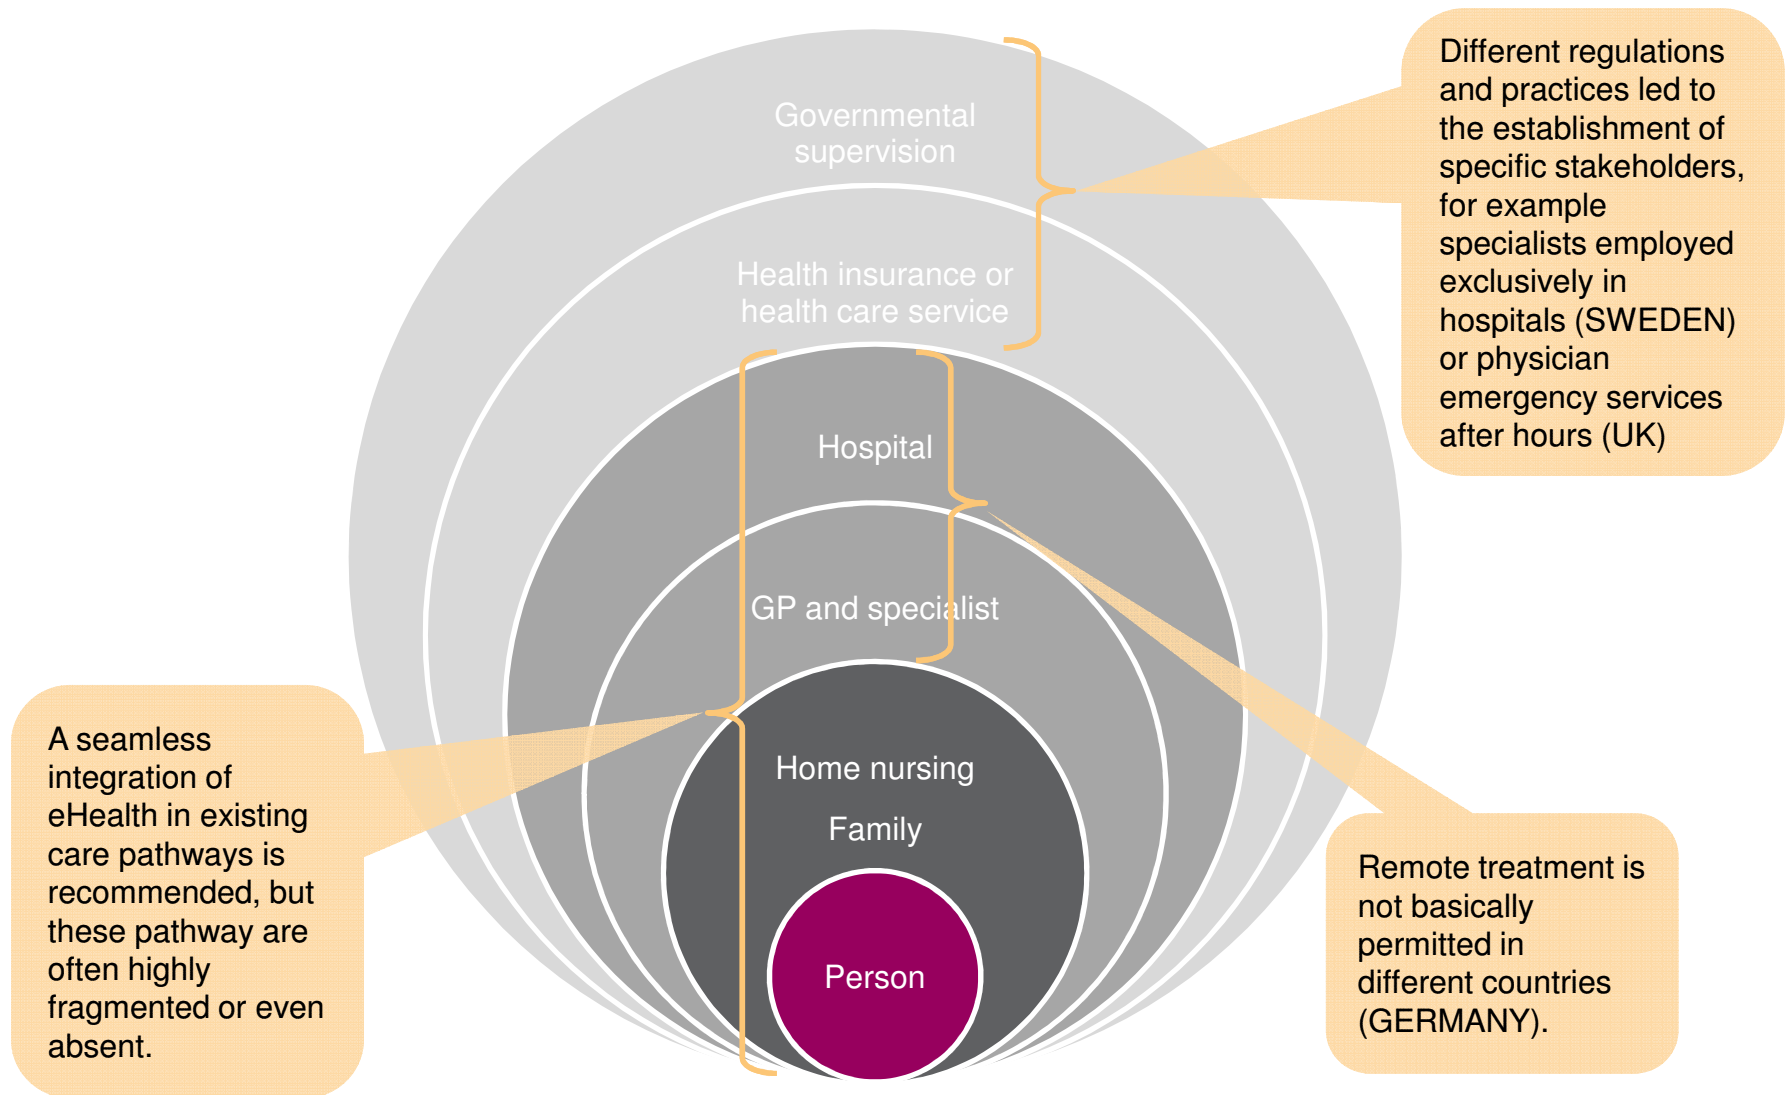 Governmental
supervision
Health insurance or
health care service
Hospital
GP and specialist
Home nursing
Family
Person
Different regulations
and practices led to
the establishment of
specific stakeholders,
for example
specialists employed
exclusively in
hospitals (SWEDEN)
or physician
emergency services
after hours (UK)
A seamless
integration of
eHealth in existing
care pathways is
recommended, but
these pathway are
often highly
fragmented or even
absent.
Remote treatment is
not basically
permitted in
different countries
(GERMANY).